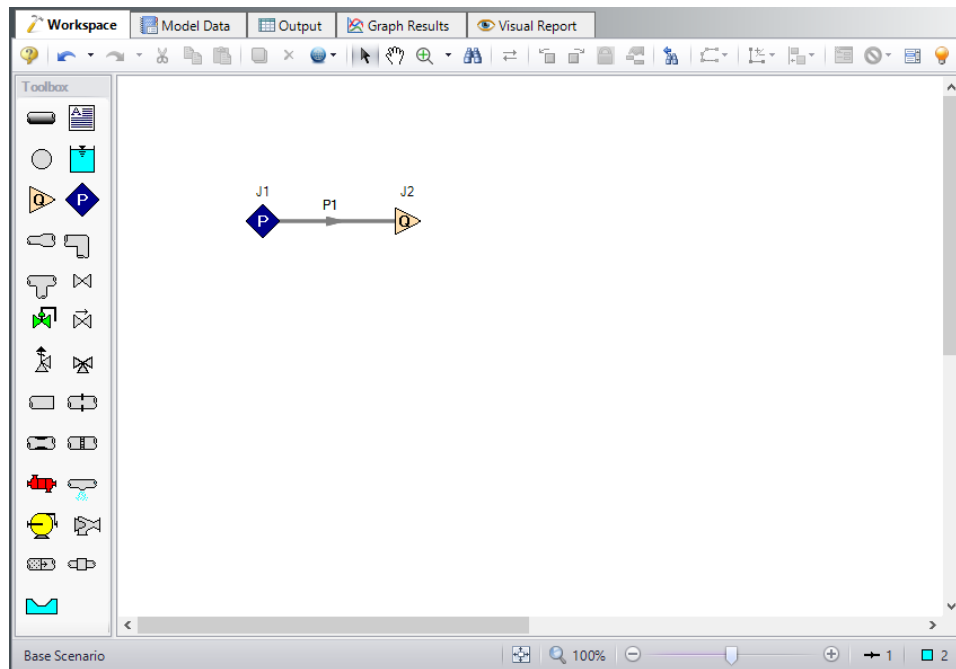 Workspace Model Data Output Graph Results Visual Report
Toolbox
A
Q P
J1 J2
P1
P Q
Base Scenario 100% 1 2